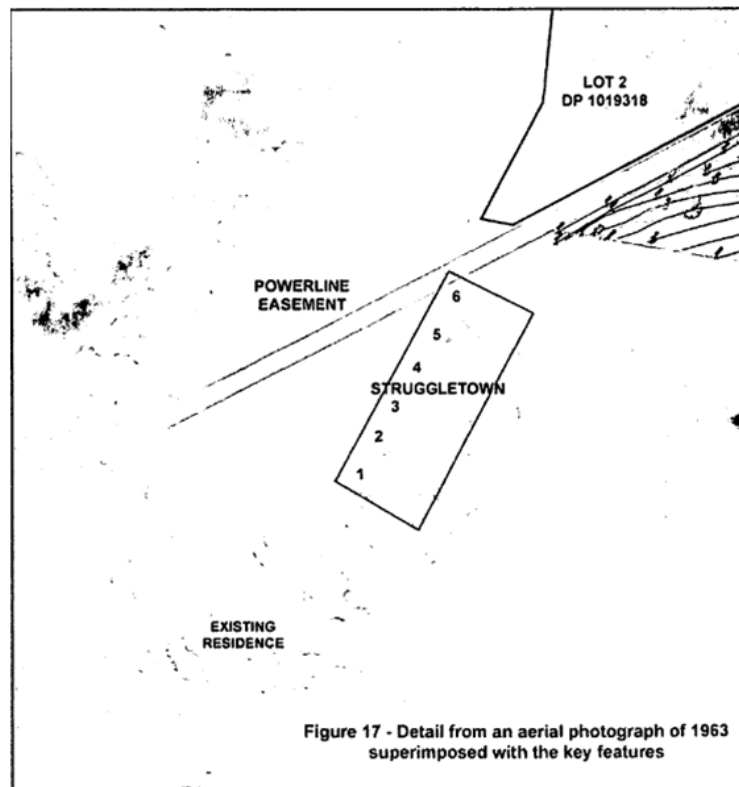 LOT 2
DP 1019318
POWERLINE
EASEMENT
6
5
4
STRUGGLETOWN
3
2
1
EXISTING
RESIDENCE
Figure 17 - Detail from an aerial photograph of 1963
superimposed with the key features